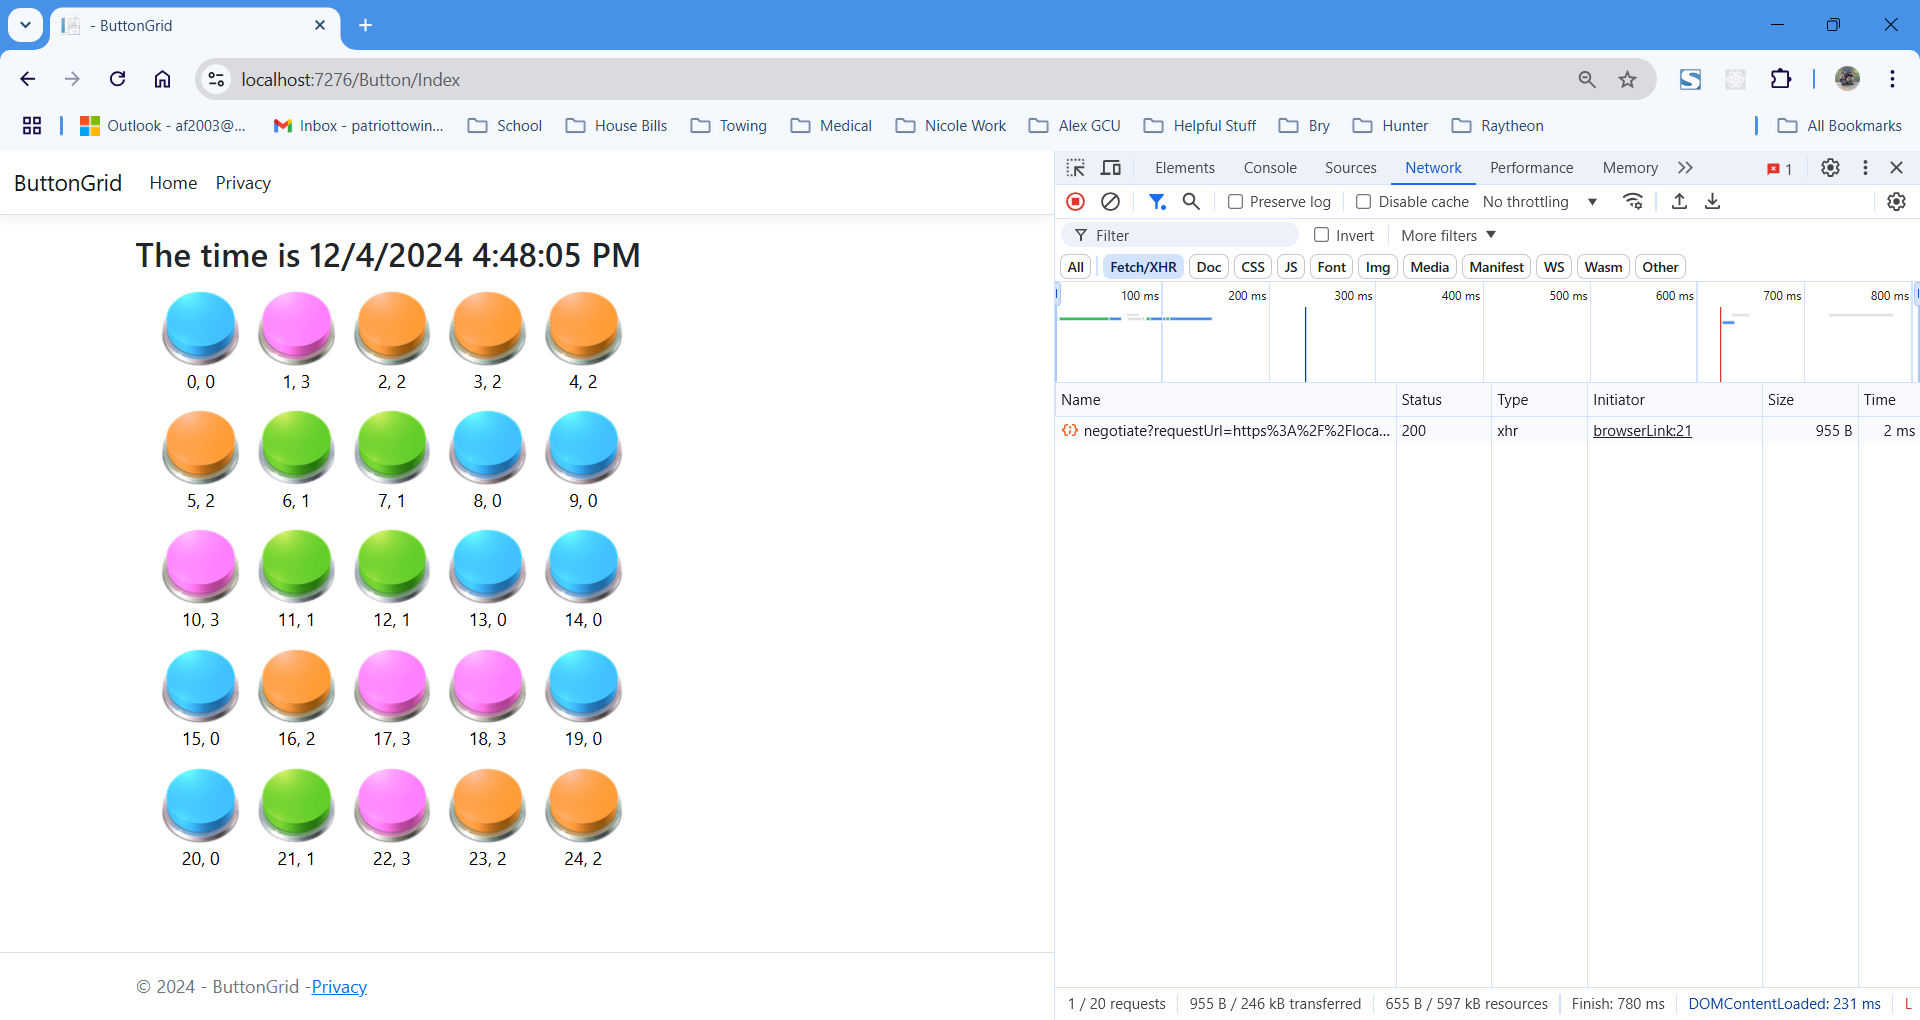 - ButtonGrid
localhost:7276/Button/Index
Outlook - af2003@... Inbox - patriottowin... School House Bills Towing Medical Nicole Work Alex GCU Helpful Stuff Bry Hunter Raytheon All Bookmarks
ButtonGrid Home Privacy
The time is 12/4/2024 4:48:05 PM
0, 0 1, 3 2, 2 3, 2 4, 2
5, 2 6, 1 7, 1 8, 0 9, 0
10, 3 11, 1 12, 1 13, 0 14, 0
15, 0 16, 2 17, 3 18, 3 19, 0
20, 0 21, 1 22, 3 23, 2 24, 2
© 2024 - ButtonGrid -Privacy
Elements Console Sources Network Performance Memory 1
Preserve log Disable cache No throttling
Filter Invert More filters
All Fetch/XHR Doc CSS JS Font Img Media Manifest WS Wasm Other
100 ms 200 ms 300 ms 400 ms 500 ms 600 ms 700 ms 800 ms
Name Status Type Initiator Size Time
negotiate?requestUrl=https%3A%2F%2Floca... 200 xhr browserLink:21 955 B 2 ms
1 / 20 requests 955 B / 246 kB transferred 655 B / 597 kB resources Finish: 780 ms DOMContentLoaded: 231 ms L